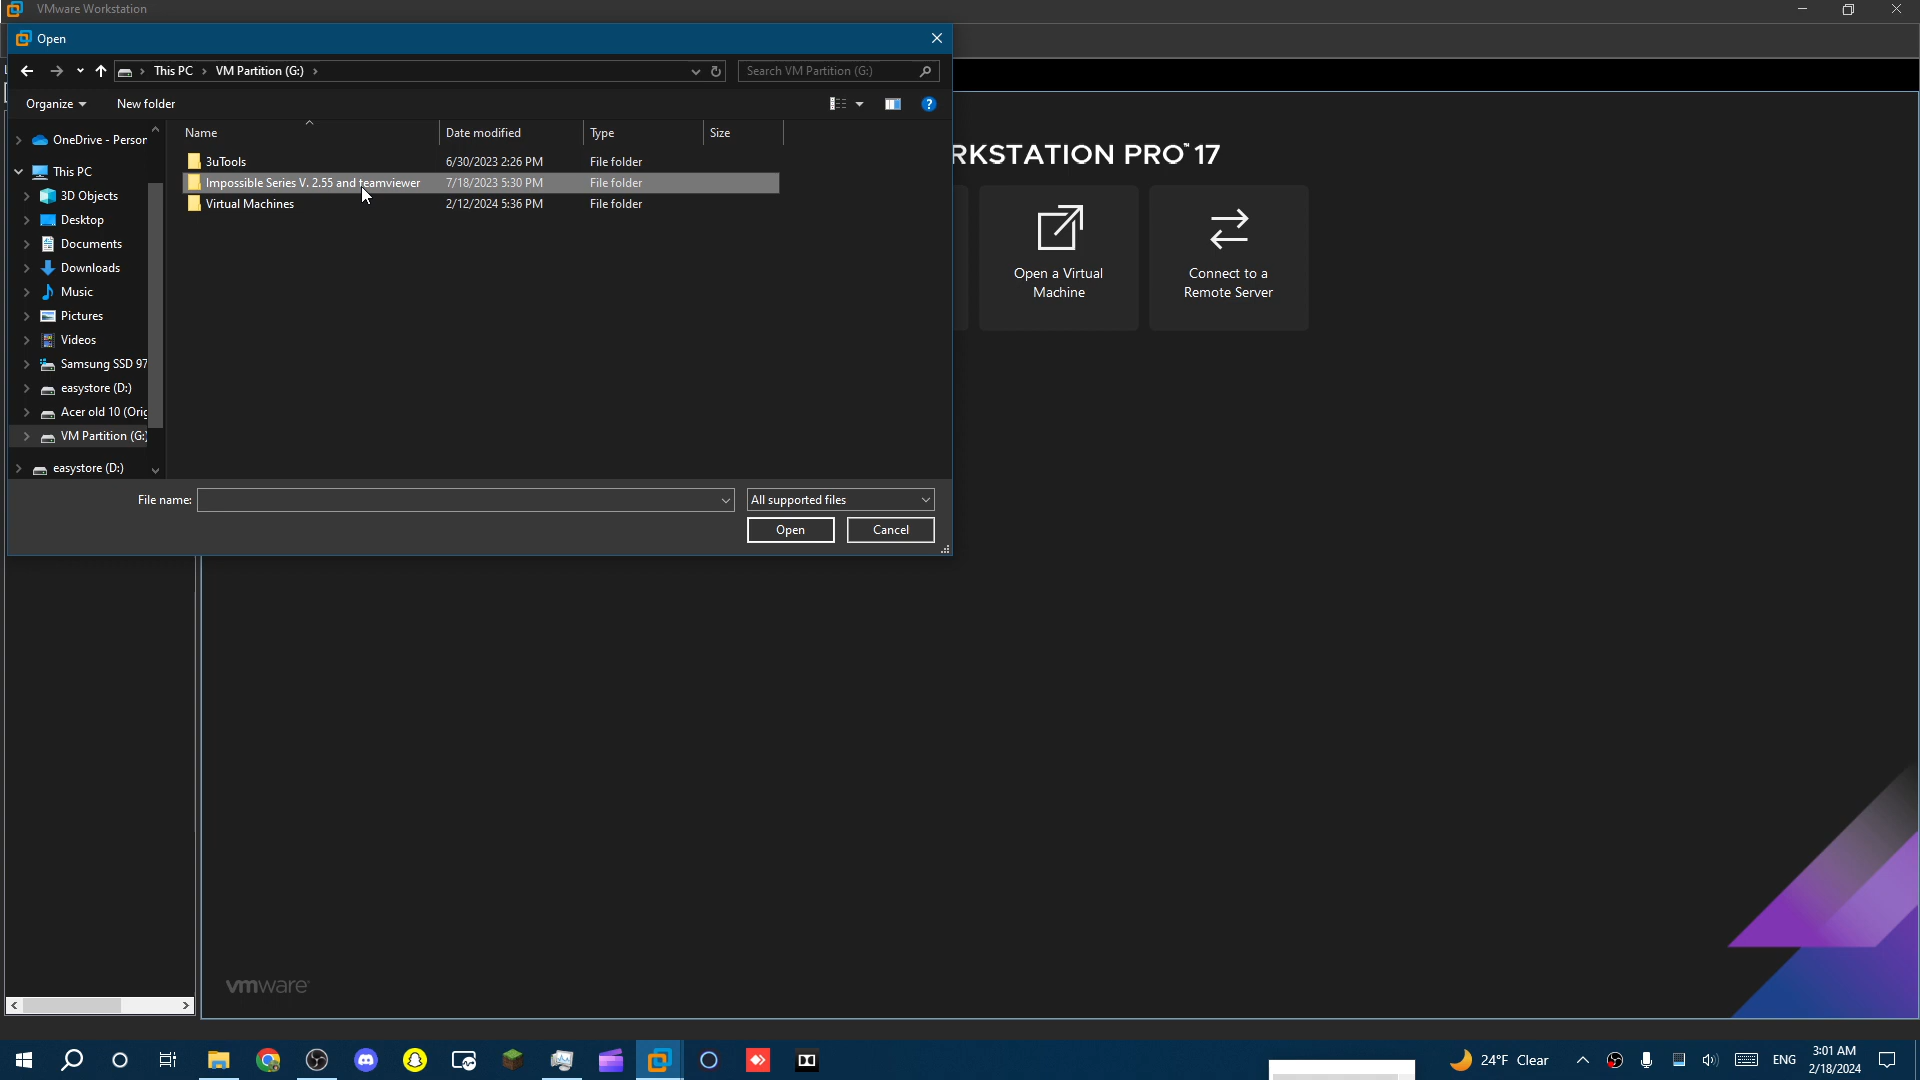 VMware Workstation
Open
This PC > VM Partition (G:) >
Search VM Partition (G:)
Organize
New folder
Name
Date modified
Type
Size
OneDrive - Person
This PC
3D Objects
Desktop
Documents
Downloads
Music
Pictures
Videos
Samsung SSD 97
easystore (D:)
Acer old 10 (Orig
VM Partition (G:)
easystore (D:)
3uTools 6/30/2023 2:26 PM File folder
Impossible Series V. 2.55 and teamviewer 7/18/2023 5:30 PM File folder
Virtual Machines 2/12/2024 5:36 PM File folder
File name:
All supported files
Open
Cancel
RKSTATION PRO™ 17
Open a Virtual
Machine
Connect to a
Remote Server
vmware
24°F Clear
ENG
3:01 AM
2/18/2024